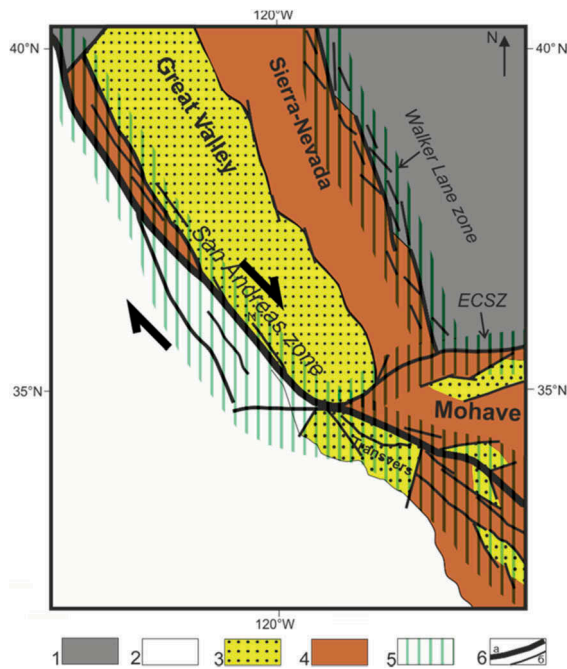 120°W
40°N
40°N
N
Great Valley
Sierra-Nevada
Walker Lane zone
San Andreas zone
ECSZ
35°N
35°N
Mohave
Transvers
120°W
1 2 3 4 5 6 a б